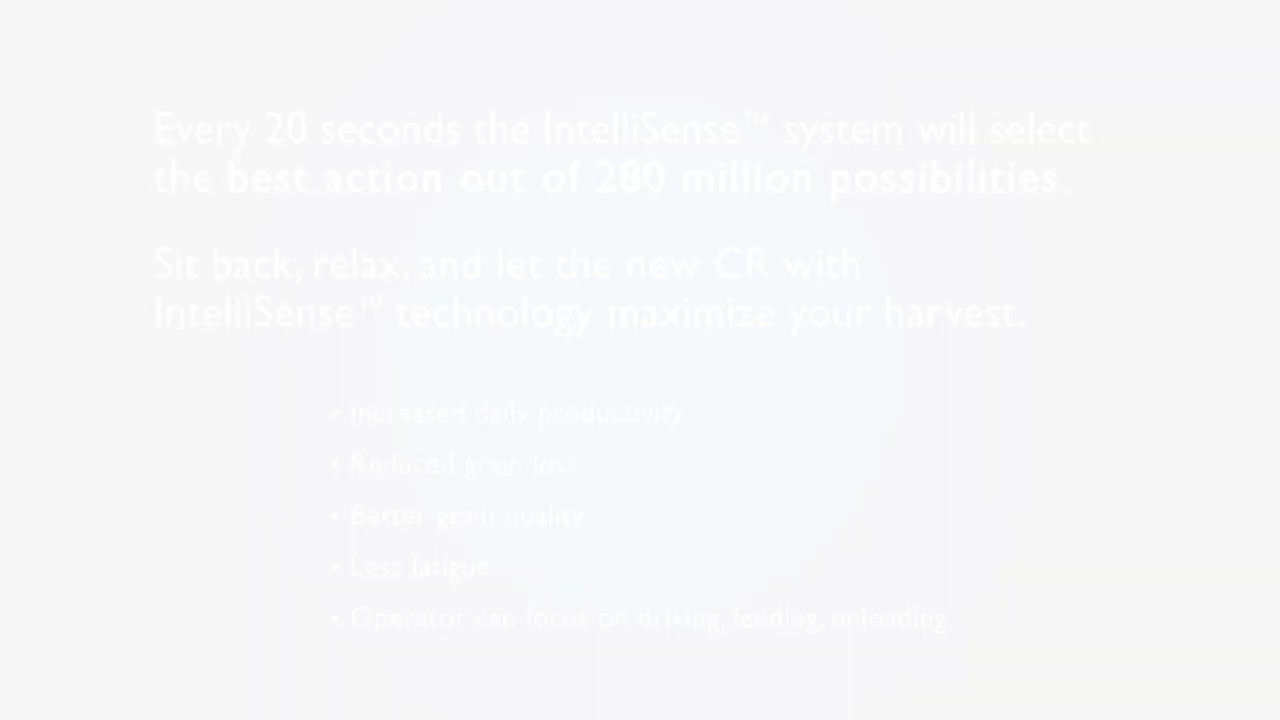 Every 20 seconds the IntelliSense™ system will select
the best action out of 280 million possibilities.
Sit back, relax, and let the new CR with
IntelliSense™ technology maximize your harvest.
• Increased daily productivity
• Reduced grain loss
• Better grain quality
• Less fatigue
• Operator can focus on driving, feeding, unloading